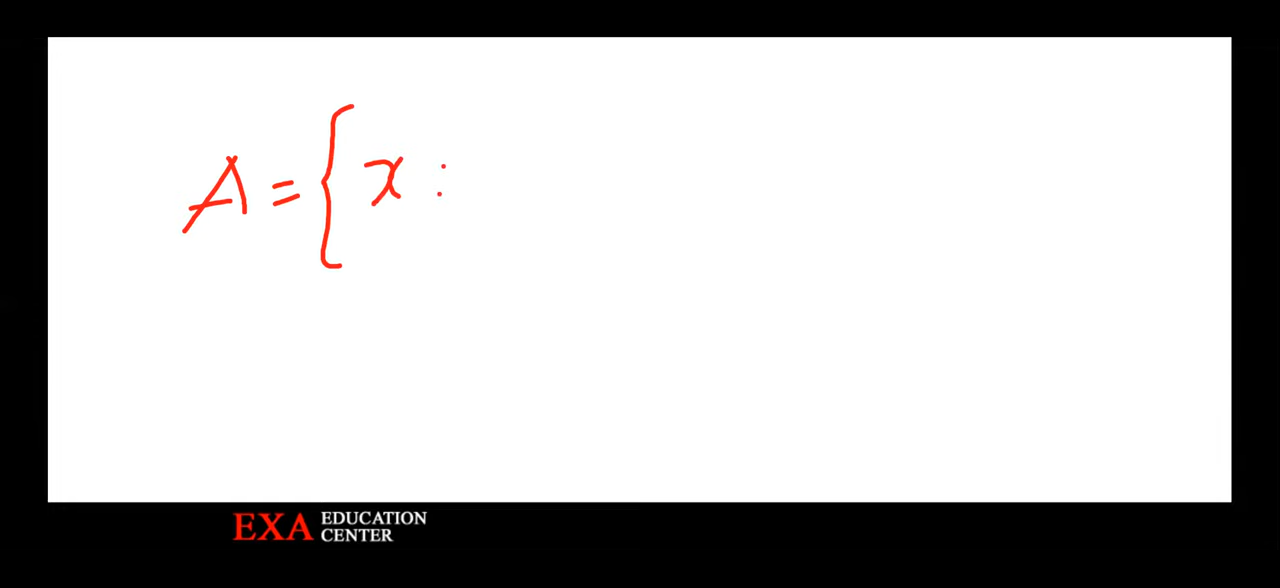 A = { x :
EXA EDUCATION
CENTER